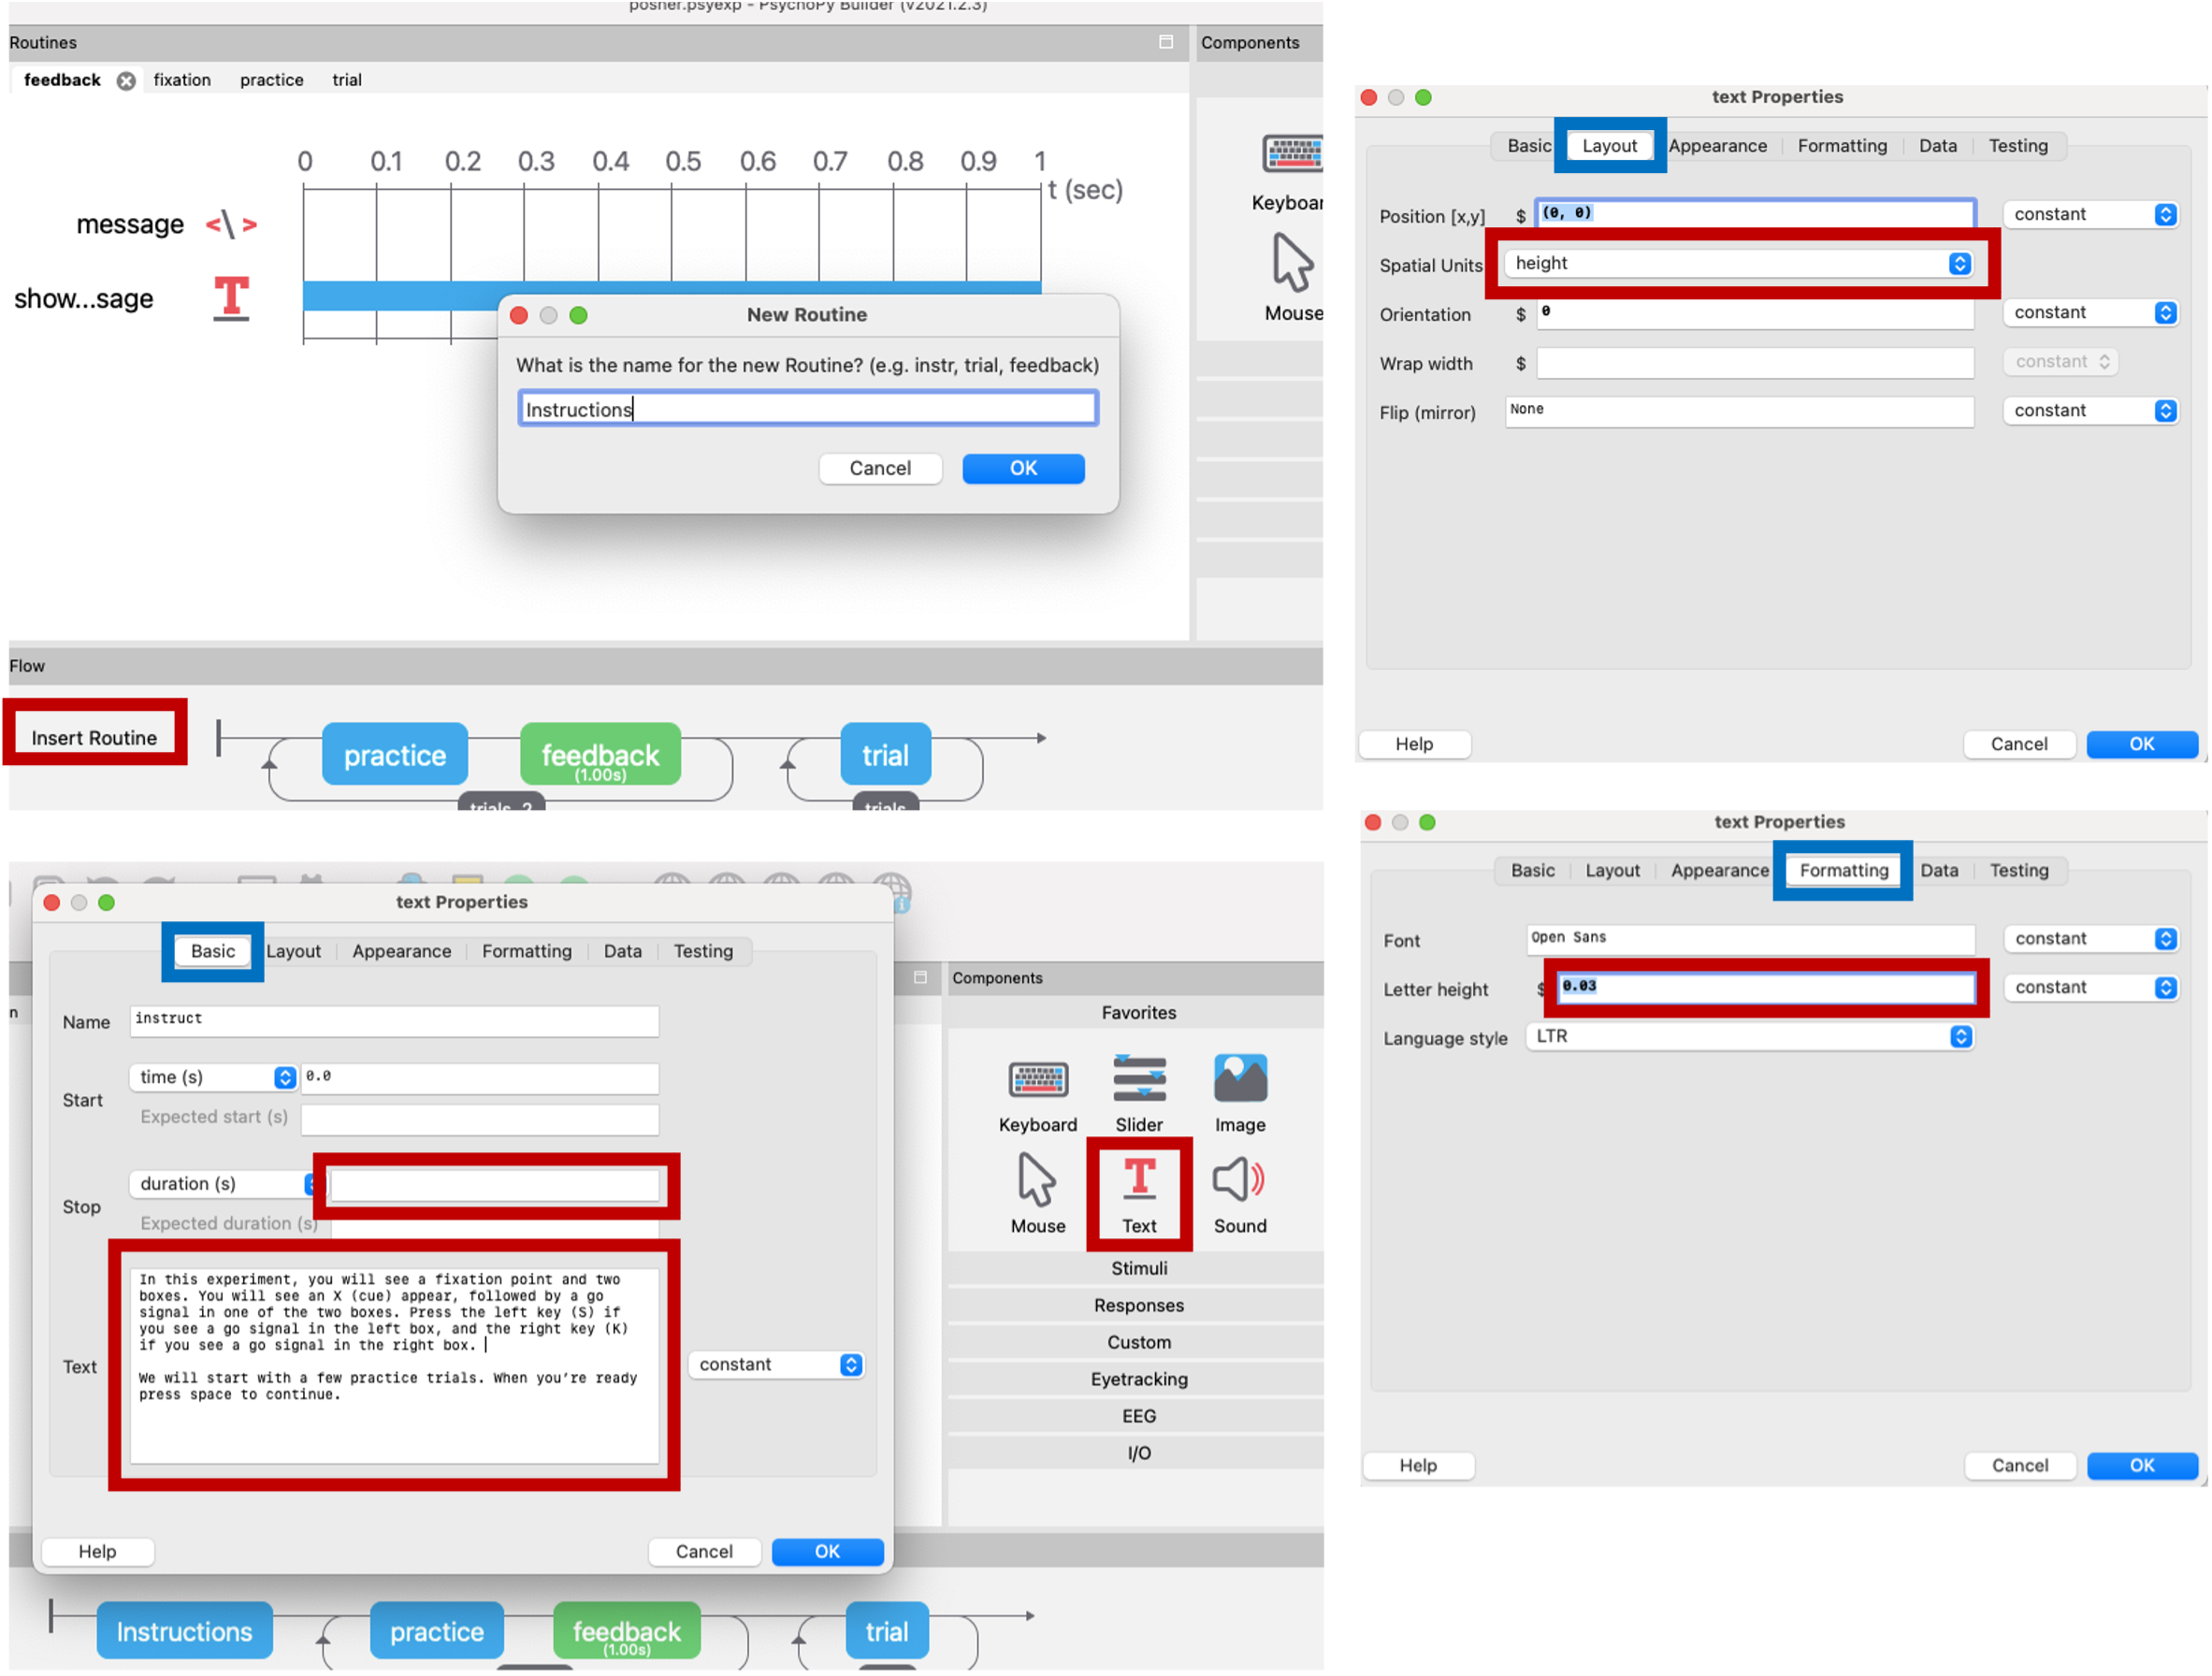 posner.psyexp - PsychoPy Builder (v2021.2.3)
Routines
Components
feedback fixation practice trial
0 0.1 0.2 0.3 0.4 0.5 0.6 0.7 0.8 0.9 1
t (sec)
message
show...sage
Keyboar
Mouse
New Routine
What is the name for the new Routine? (e.g. instr, trial, feedback)
Instructions
Cancel OK
Flow
Insert Routine
practice feedback trial
(1.00s)
trials_2 trials
text Properties
Basic Layout Appearance Formatting Data Testing
Position [x,y] $ (0, 0) constant
Spatial Units height
Orientation $ 0 constant
Wrap width $ constant
Flip (mirror) None constant
Help Cancel OK
text Properties
Basic Layout Appearance Formatting Data Testing
Name instruct
Start time (s) 0.0
Expected start (s)
Stop duration (s)
Expected duration (s)
Text
In this experiment, you will see a fixation point and two
boxes. You will see an X (cue) appear, followed by a go
signal in one of the two boxes. Press the left key (S) if
you see a go signal in the left box, and the right key (K)
if you see a go signal in the right box.
We will start with a few practice trials. When you’re ready
press space to continue.
constant
Help Cancel OK
n
Components
Favorites
Keyboard Slider Image
Mouse Text Sound
Stimuli
Responses
Custom
Eyetracking
EEG
I/O
Instructions practice feedback trial
(1.00s)
text Properties
Basic Layout Appearance Formatting Data Testing
Font Open Sans constant
Letter height $ 0.03 constant
Language style LTR
Help Cancel OK